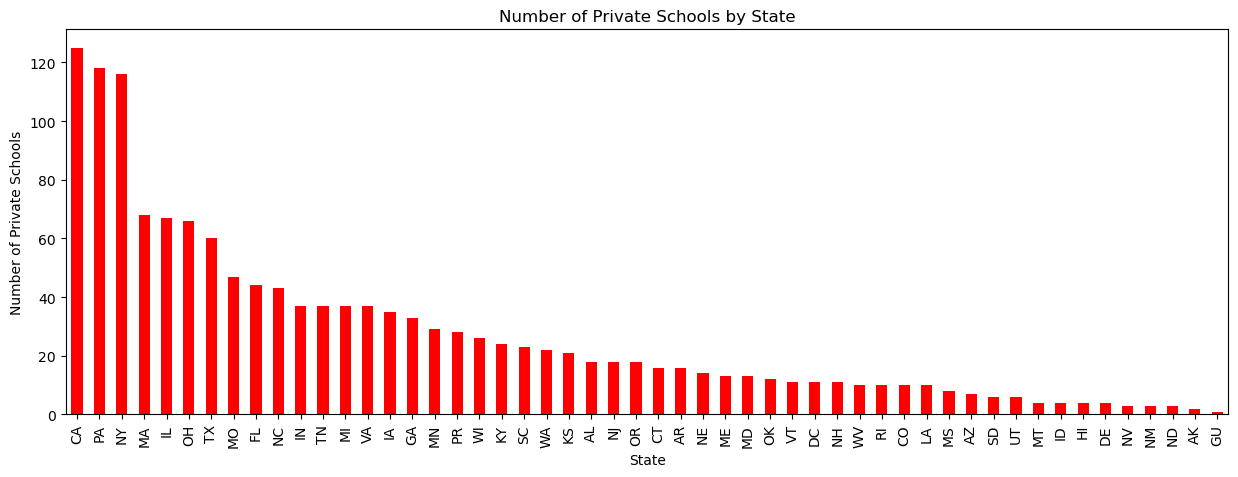 Number of Private Schools by State
Number of Private Schools
120
100
80
60
40
20
0
CA PA NY MA IL OH TX MO FL NC IN TN MI VA IA GA MN PR WI KY SC WA KS AL NJ OR CT AR NE ME MD OK VT DC NH WV RI CO LA MS AZ SD UT MT ID HI DE NV NM ND AK GU
State